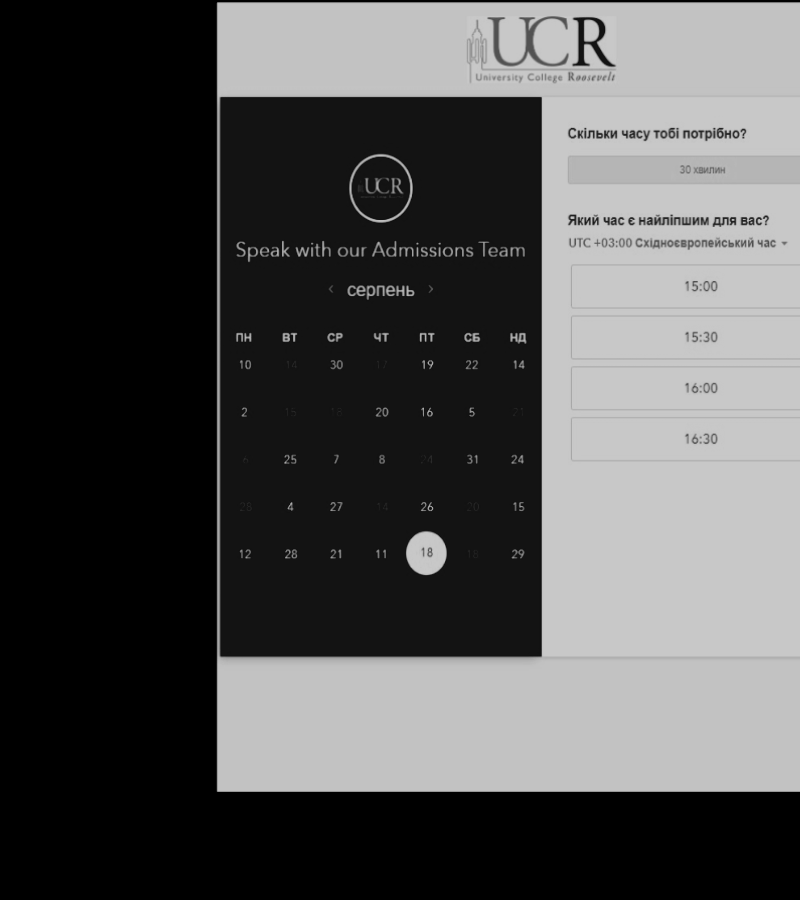 UCR
University College Roosevelt
UCR
Speak with our Admissions Team
серпень
ПН ВТ СР ЧТ ПТ СБ НД
10 14 30 17 19 22 14
2 15 18 20 16 5 21
6 25 7 8 24 31 24
28 4 27 14 26 20 15
12 28 21 11 18 18 29
Скільки часу тобі потрібно?
30 хвилин
Який час є найліпшим для вас?
UTC +03:00 Східноєвропейський час
15:00
15:30
16:00
16:30